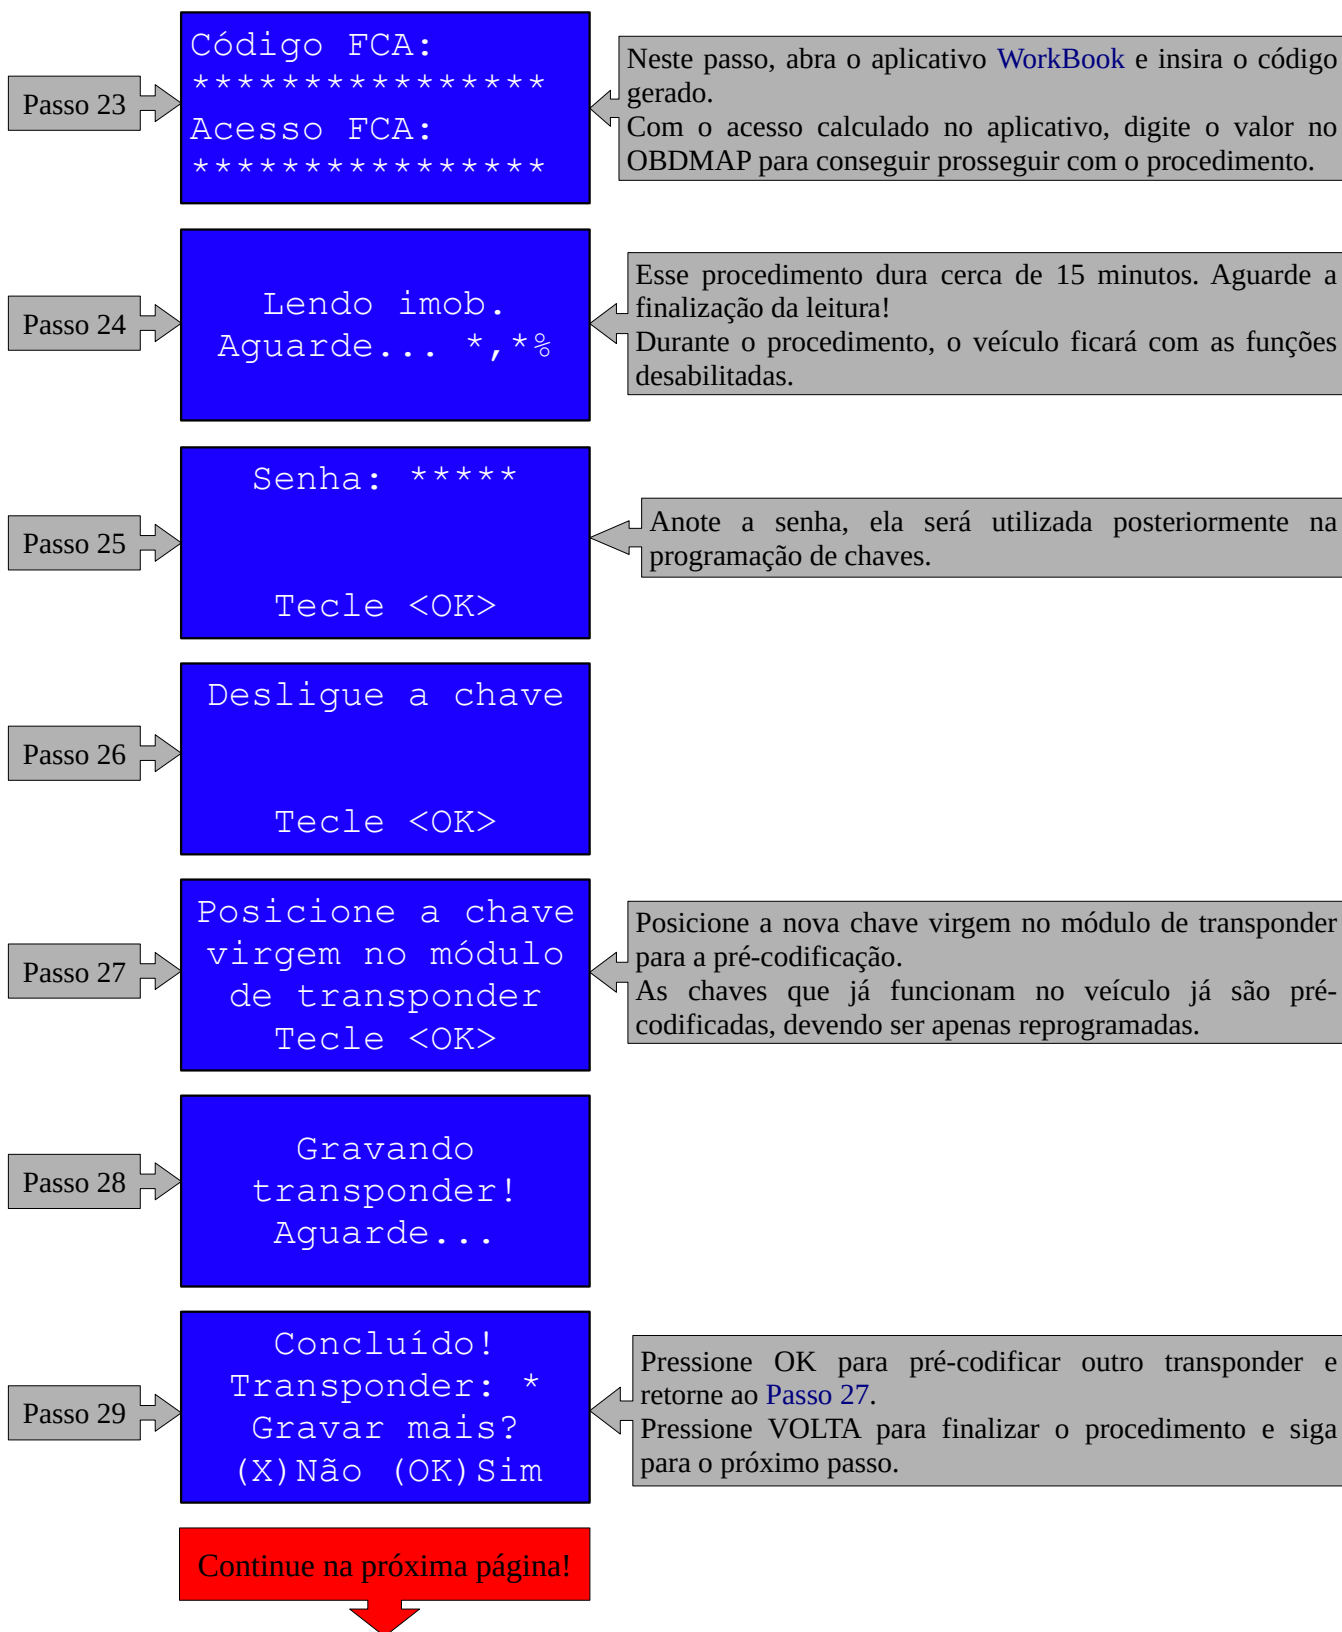 Passo 23
Código FCA:
****************
Acesso FCA:
****************
Neste passo, abra o aplicativo WorkBook e insira o código
gerado.
Com o acesso calculado no aplicativo, digite o valor no
OBDMAP para conseguir prosseguir com o procedimento.
Passo 24
Lendo imob.
Aguarde... *,*%
Esse procedimento dura cerca de 15 minutos. Aguarde a
finalização da leitura!
Durante o procedimento, o veículo ficará com as funções
desabilitadas.
Passo 25
Senha: *****
Tecle <OK>
Anote a senha, ela será utilizada posteriormente na
programação de chaves.
Passo 26
Desligue a chave
Tecle <OK>
Passo 27
Posicione a chave
virgem no módulo
de transponder
Tecle <OK>
Posicione a nova chave virgem no módulo de transponder
para a pré-codificação.
As chaves que já funcionam no veículo já são pré-
codificadas, devendo ser apenas reprogramadas.
Passo 28
Gravando
transponder!
Aguarde...
Passo 29
Concluído!
Transponder: *
Gravar mais?
(X)Não (OK)Sim
Pressione OK para pré-codificar outro transponder e
retorne ao Passo 27.
Pressione VOLTA para finalizar o procedimento e siga
para o próximo passo.
Continue na próxima página!